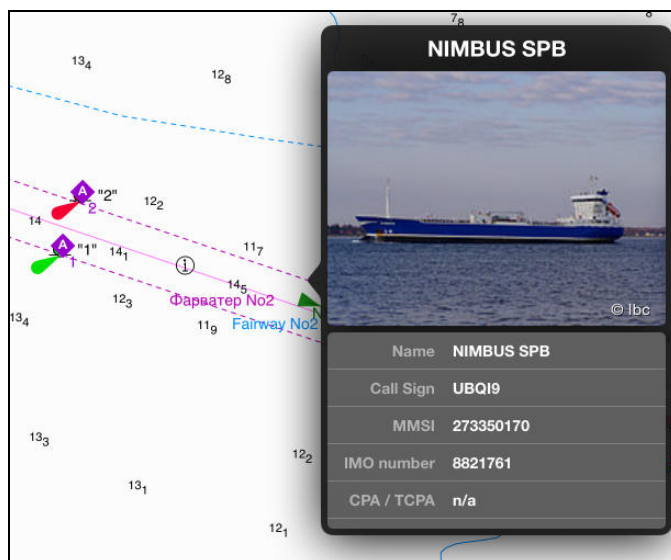 7₈
8
NIMBUS SPB
13₄
12₈
A "2"
2
12₂
14
A "1"
1
14₁
11₇
i
14₅
Фарватер No2
N
12₃
13₄
11₉
Fairway No2
© lbc
Name NIMBUS SPB
Call Sign UBQI9
MMSI 273350170
IMO number 8821761
CPA / TCPA n/a
13₃
12₂
13₁
12₁